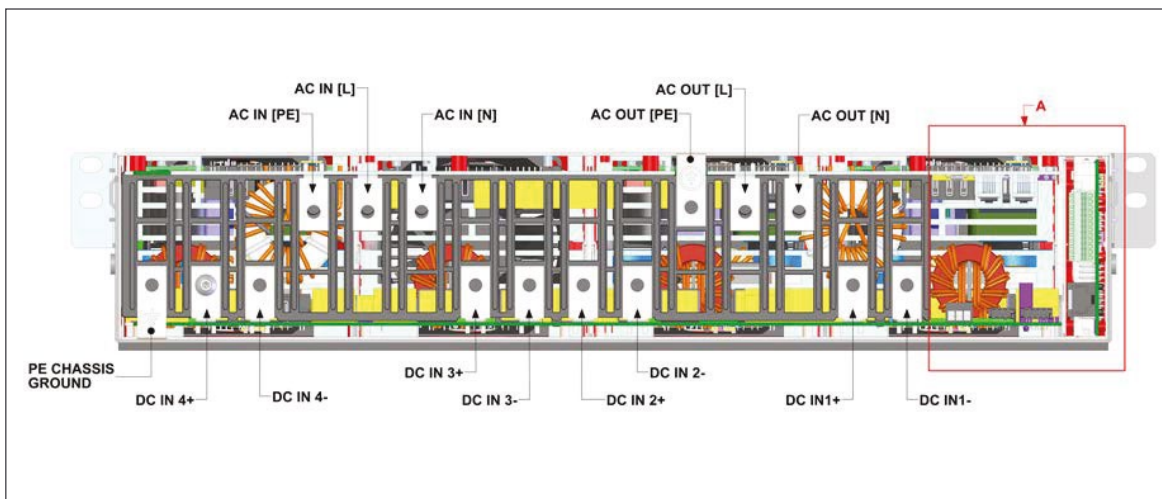 AC IN [L]
AC IN [PE]
AC IN [N]
AC OUT [L]
AC OUT [PE]
AC OUT [N]
A
PE CHASSIS
GROUND
DC IN 4+
DC IN 4-
DC IN 3+
DC IN 3-
DC IN 2+
DC IN 2-
DC IN1+
DC IN1-